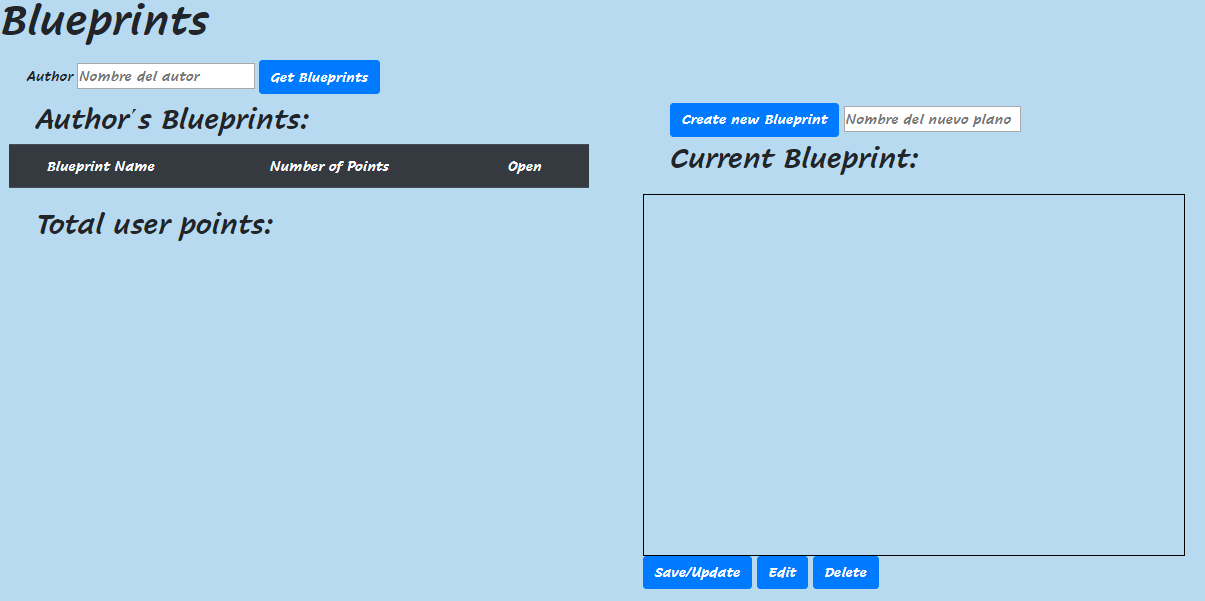 Blueprints
Author Nombre del autor Get Blueprints
Author´s Blueprints:
Blueprint Name Number of Points Open
Total user points:
Create new Blueprint Nombre del nuevo plano
Current Blueprint:
Save/Update Edit Delete